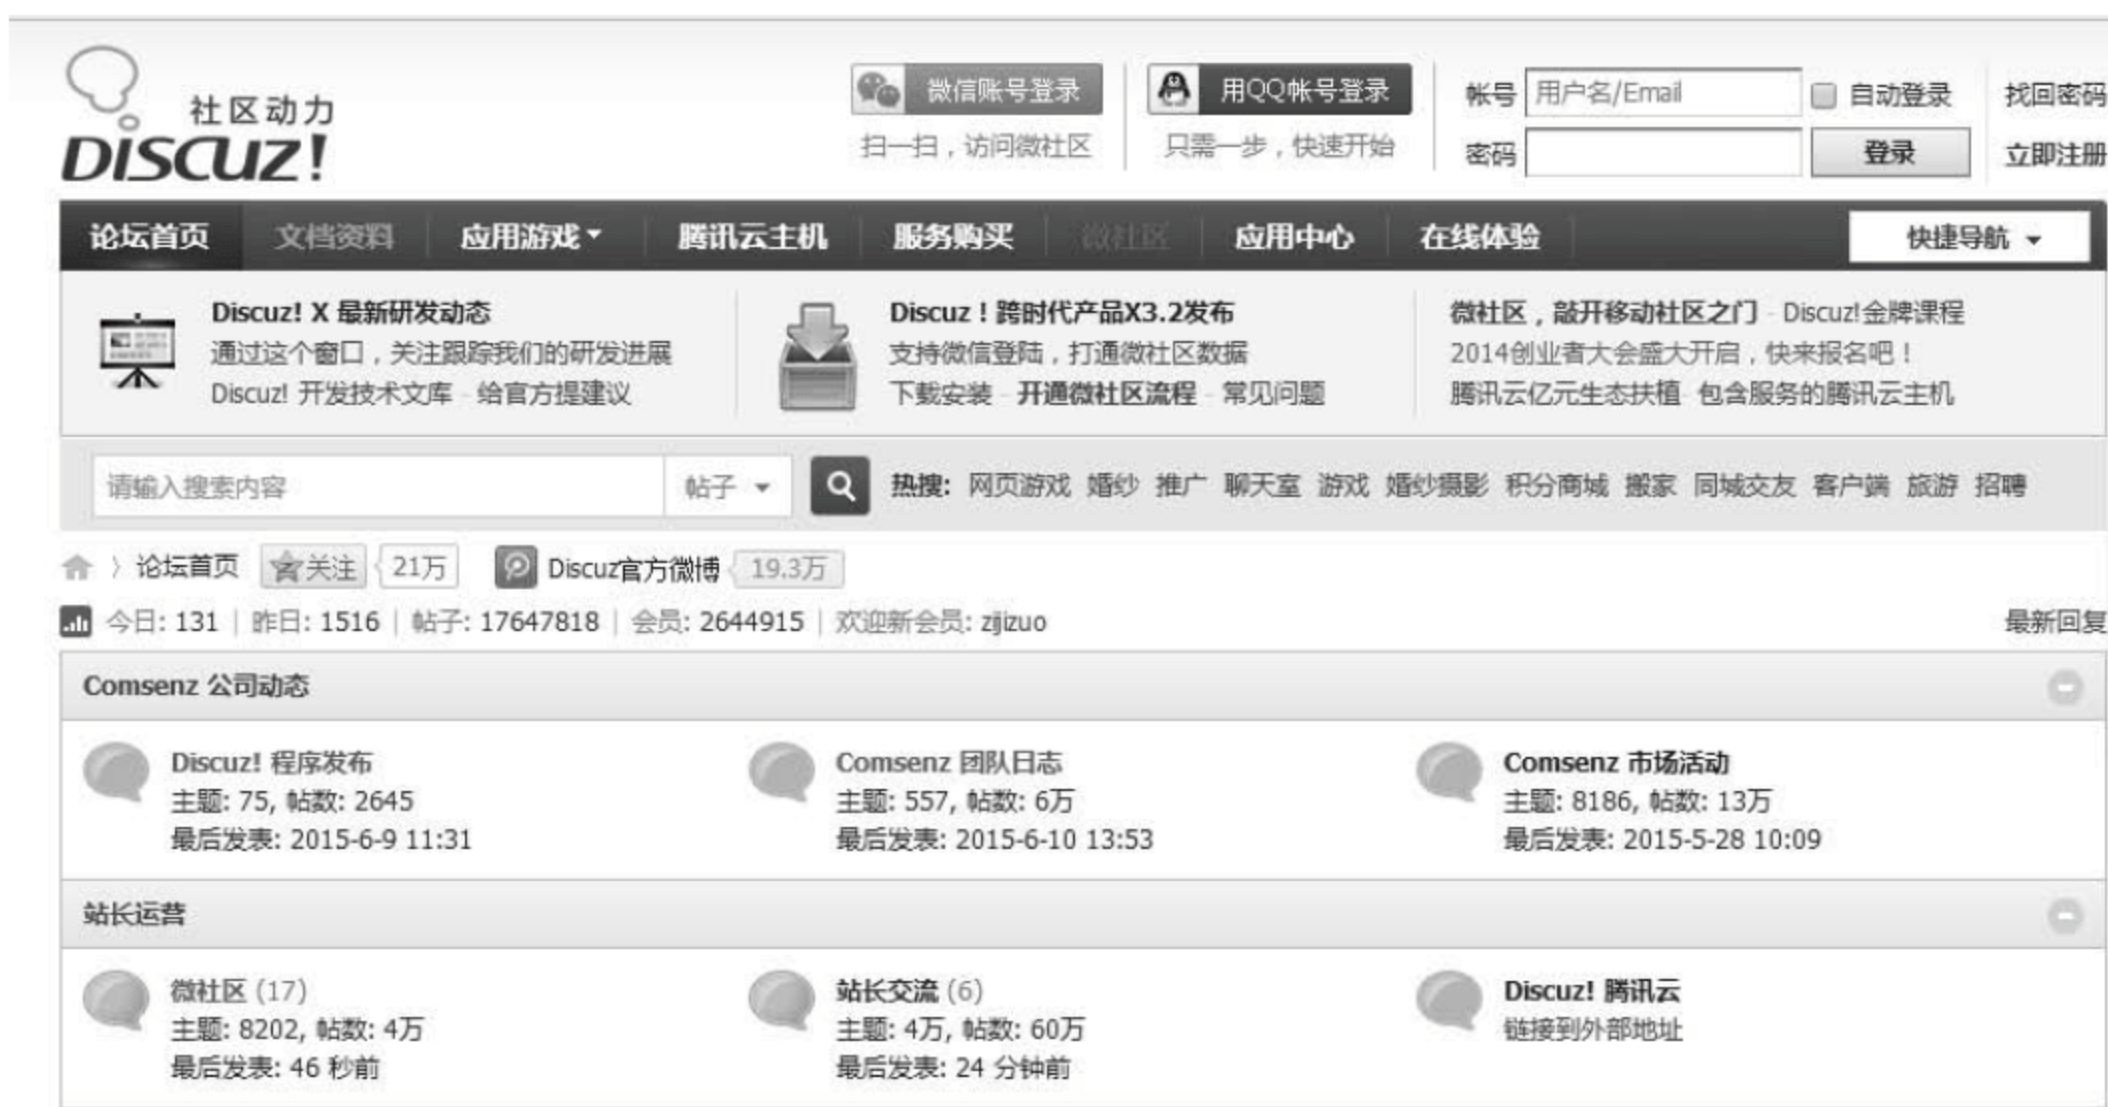 社区动力
DISCUZ!
微信账号登录
扫一扫，访问微社区
用QQ帐号登录
只需一步，快速开始
帐号 用户名/Email 自动登录 找回密码
密码 登录 立即注册
论坛首页 文档资料 应用游戏 腾讯云主机 服务购买 微社区 应用中心 在线体验 快捷导航
Discuz! X 最新研发动态
通过这个窗口，关注跟踪我们的研发进展
Discuz! 开发技术文库 - 给官方提建议
Discuz！跨时代产品X3.2发布
支持微信登陆，打通微社区数据
下载安装 - 开通微社区流程 - 常见问题
微社区，敲开移动社区之门 - Discuz!金牌课程
2014创业者大会盛大开启，快来报名吧！
腾讯云亿元生态扶植 包含服务的腾讯云主机
请输入搜索内容 帖子 热搜: 网页游戏 婚纱 推广 聊天室 游戏 婚纱摄影 积分商城 搬家 同城交友 客户端 旅游 招聘
〉论坛首页 关注 21万 Discuz官方微博 19.3万
今日: 131 | 昨日: 1516 | 帖子: 17647818 | 会员: 2644915 | 欢迎新会员: zijizuo 最新回复
Comsenz 公司动态
Discuz! 程序发布
主题: 75, 帖数: 2645
最后发表: 2015-6-9 11:31
Comsenz 团队日志
主题: 557, 帖数: 6万
最后发表: 2015-6-10 13:53
Comsenz 市场活动
主题: 8186, 帖数: 13万
最后发表: 2015-5-28 10:09
站长运营
微社区 (17)
主题: 8202, 帖数: 4万
最后发表: 46 秒前
站长交流 (6)
主题: 4万, 帖数: 60万
最后发表: 24 分钟前
Discuz! 腾讯云
链接到外部地址